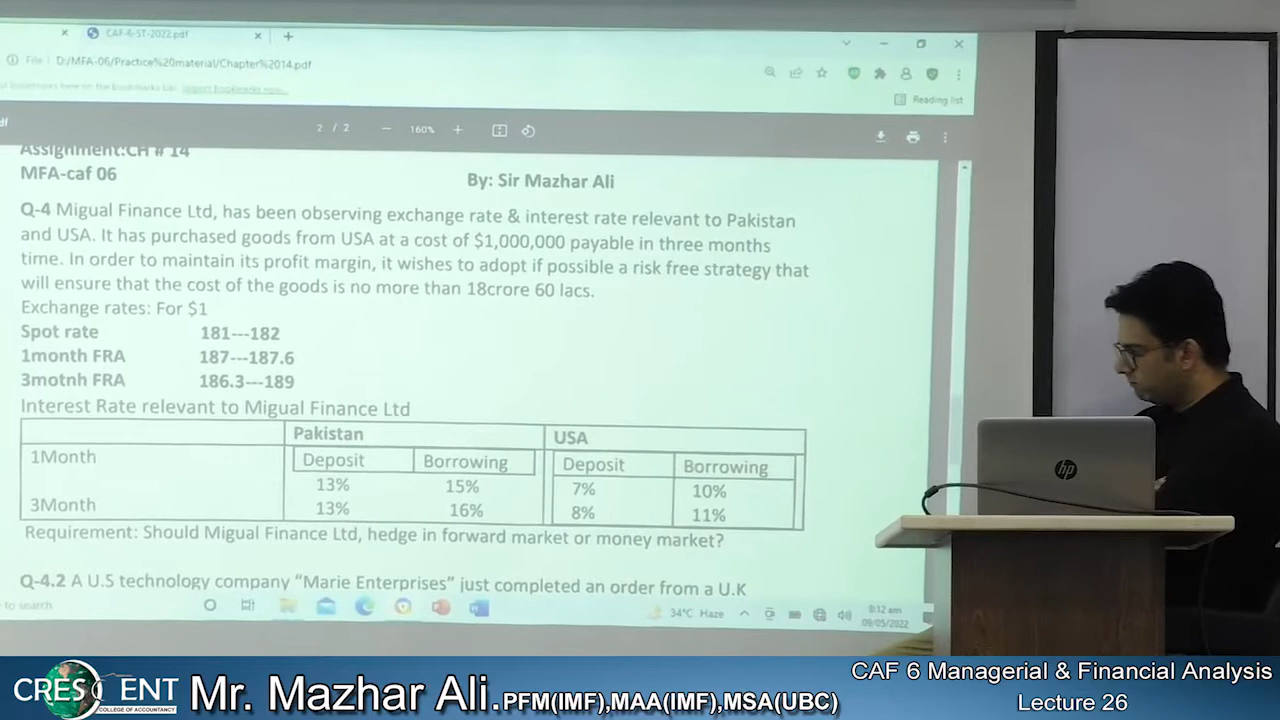 CAF-6-ST-2022.pdf
File D:/MFA-06/Practice%20material/Chapter%2014.pdf
Reading list
df
2 / 2 — 160% +
Assignment:CH # 14
MFA-caf 06
By: Sir Mazhar Ali
Q-4 Migual Finance Ltd, has been observing exchange rate & interest rate relevant to Pakistan
and USA. It has purchased goods from USA at a cost of $1,000,000 payable in three months
time. In order to maintain its profit margin, it wishes to adopt if possible a risk free strategy that
will ensure that the cost of the goods is no more than 18crore 60 lacs.
Exchange rates: For $1
Spot rate 181---182
1month FRA 187---187.6
3motnh FRA 186.3---189
Interest Rate relevant to Migual Finance Ltd
Pakistan USA
1Month Deposit Borrowing Deposit Borrowing
13% 15% 7% 10%
3Month 13% 16% 8% 11%
Requirement: Should Migual Finance Ltd, hedge in forward market or money market?
Q-4.2 A U.S technology company “Marie Enterprises” just completed an order from a U.K
to search
34°C Haze
09/05/2022
hp
CRESCENT
COLLEGE OF ACCOUNTANCY
Mr. Mazhar Ali.PFM(IMF),MAA(IMF),MSA(UBC)
CAF 6 Managerial & Financial Analysis
Lecture 26